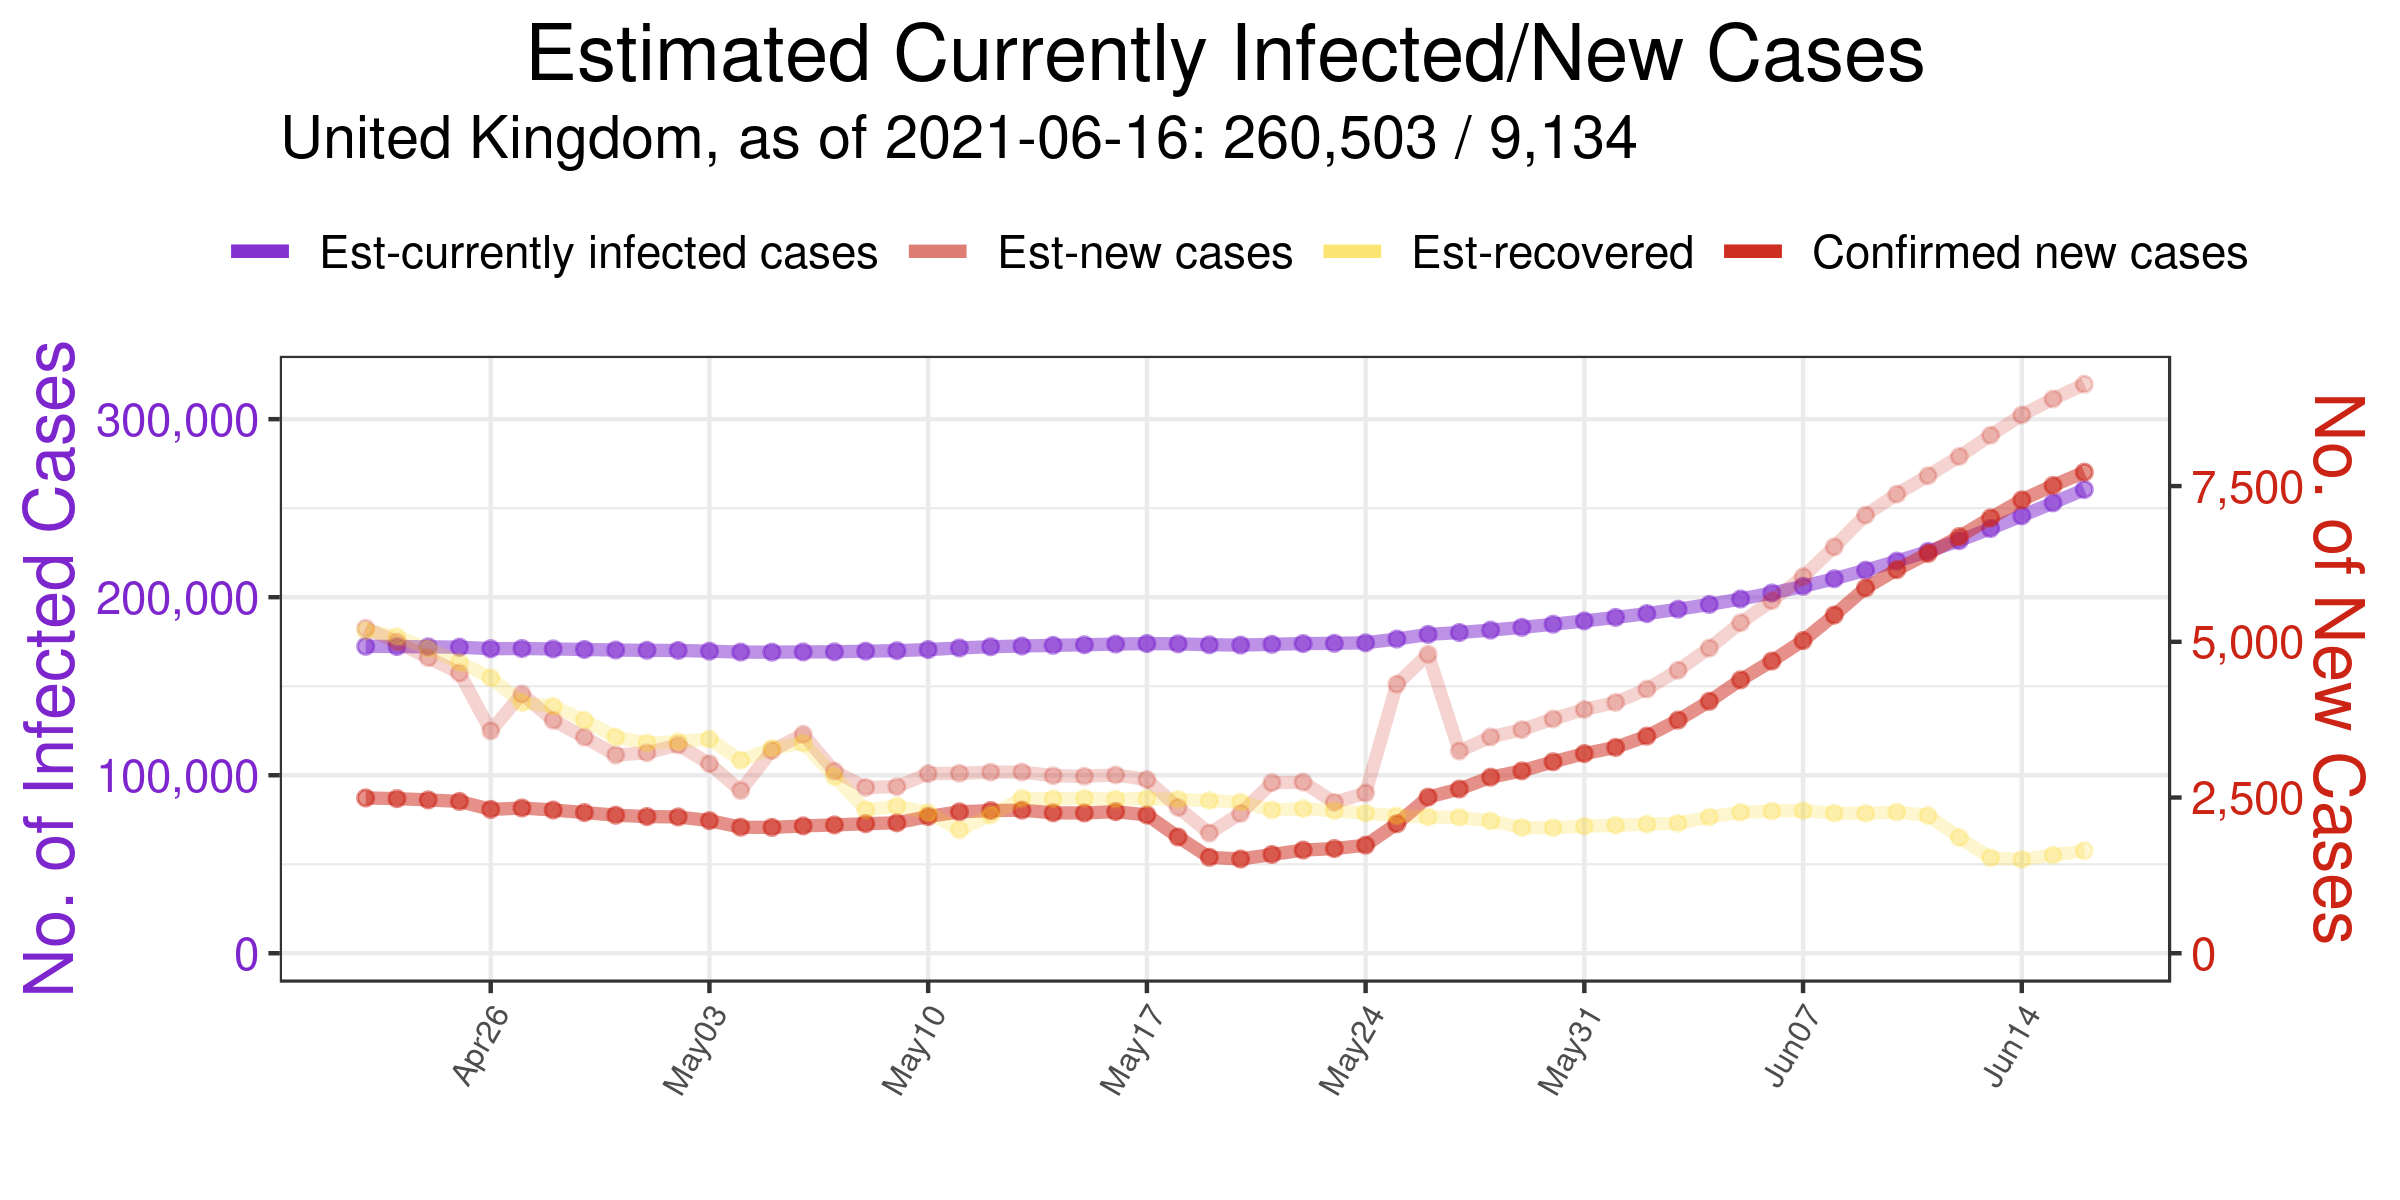 Estimated Currently Infected/New Cases
United Kingdom, as of 2021-06-16: 260,503 / 9,134
Est-currently infected cases Est-new cases Est-recovered Confirmed new cases
No. of Infected Cases
300,000
200,000
100,000
0
7,500
5,000
2,500
0
No. of New Cases
Apr26 May03 May10 May17 May24 May31 Jun07 Jun14